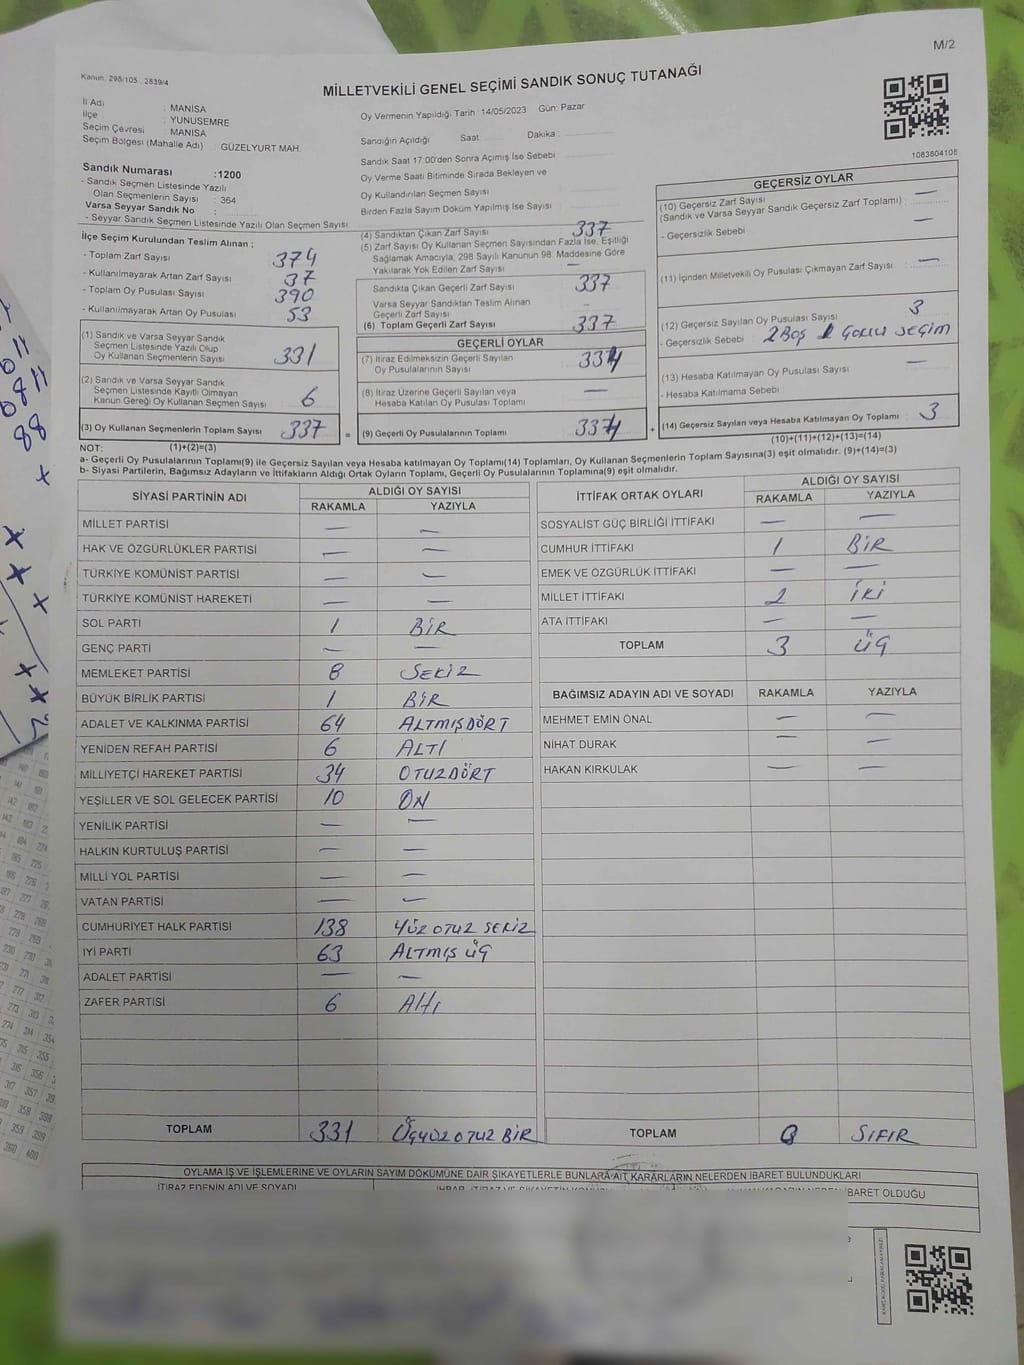 M/2
Kanun: 298/105 , 2839/4
MİLLETVEKİLİ GENEL SEÇİMİ SANDIK SONUÇ TUTANAĞI
İl Adı : MANİSA
İlçe : YUNUSEMRE
Seçim Çevresi : MANİSA
Seçim Bölgesi (Mahalle Adı) : GÜZELYURT MAH.
Oy Vermenin Yapıldığı Tarih :14/05/2023 Gün: Pazar
Sandığın Açıldığı Saat Dakika
Sandık Saat 17:00'den Sonra Açımış İse Sebebi
Oy Verme Saati Bitiminde Sırada Bekleyen ve
Oy Kullandırılan Seçmen Sayısı
Birden Fazla Sayım Döküm Yapılmış İse Sayısı
1083804108
Sandık Numarası :1200
- Sandık Seçmen Listesinde Yazılı
Olan Seçmenlerin Sayısı : 364
Varsa Seyyar Sandık No :
- Seyyar Sandık Seçmen Listesinde Yazılı Olan Seçmen Sayısı:
İlçe Seçim Kurulundan Teslim Alınan ;
- Toplam Zarf Sayısı 374
- Kullanılmayarak Artan Zarf Sayısı 37
- Toplam Oy Pusulası Sayısı 390
- Kullanılmayarak Artan Oy Pusulası 53
(1) Sandık ve Varsa Seyyar Sandık
Seçmen Listesinde Yazılı Olup
Oy Kullanan Seçmenlerin Sayısı 331
(2) Sandık ve Varsa Seyyar Sandık
Seçmen Listesinde Kayıtlı Olmayan
Kanun Gereği Oy Kullanan Seçmen Sayısı 6
(3) Oy Kullanan Seçmenlerin Toplam Sayısı 337
(1)+(2)=(3)
(4) Sandıktan Çıkan Zarf Sayısı 337
(5) Zarf Sayısı Oy Kullanan Seçmen Sayısından Fazla İse, Eşitliği
Sağlamak Amacıyla, 298 Sayılı Kanunun 98. Maddesine Göre
Yakılarak Yok Edilen Zarf Sayısı —
Sandıkta Çıkan Geçerli Zarf Sayısı 337
Varsa Seyyar Sandıktan Teslim Alınan
Geçerli Zarf Sayısı -
(6) Toplam Geçerli Zarf Sayısı 337
GEÇERLİ OYLAR
(7) İtiraz Edilmeksizin Geçerli Sayılan
Oy Pusulalarının Sayısı 334
(8) İtiraz Üzerine Geçerli Sayılan veya
Hesaba Katılan Oy Pusulası Toplamı —
= (9) Geçerli Oy Pusulalarının Toplamı 334
GEÇERSİZ OYLAR
(10) Geçersiz Zarf Sayısı —
(Sandık ve Varsa Seyyar Sandık Geçersiz Zarf Toplamı)
- Geçersizlik Sebebi —
(11) İçinden Milletvekili Oy Pusulası Çıkmayan Zarf Sayısı —
(12) Geçersiz Sayılan Oy Pusulası Sayısı 3
- Geçersizlik Sebebi 2 BOŞ 1 ÇOKLU SEÇİM
(13) Hesaba Katılmayan Oy Pusulası Sayısı —
- Hesaba Katılmama Sebebi
+ (14) Geçersiz Sayılan veya Hesaba Katılmayan Oy Toplamı 3
(10)+(11)+(12)+(13)=(14)
NOT:
a- Geçerli Oy Pusulalarının Toplamı(9) ile Geçersiz Sayılan veya Hesaba katılmayan Oy Toplamı(14) Toplamları, Oy Kullanan Seçmenlerin Toplam Sayısına(3) eşit olmalıdır. (9)+(14)=(3)
b- Siyasi Partilerin, Bağımsız Adayların ve İttifakların Aldığı Ortak Oyların Toplamı, Geçerli Oy Pusulalarının Toplamına(9) eşit olmalıdır.
SİYASİ PARTİNİN ADI ALDIĞI OY SAYISI
RAKAMLA YAZIYLA
MİLLET PARTİSİ — —
HAK VE ÖZGÜRLÜKLER PARTİSİ — —
TÜRKİYE KOMÜNİST PARTİSİ — —
TÜRKİYE KOMÜNİST HAREKETİ — —
SOL PARTİ 1 BİR
GENÇ PARTİ — —
MEMLEKET PARTİSİ 8 SEKİZ
BÜYÜK BİRLİK PARTİSİ 1 BİR
ADALET VE KALKINMA PARTİSİ 64 ALTMIŞDÖRT
YENİDEN REFAH PARTİSİ 6 ALTI
MİLLİYETÇİ HAREKET PARTİSİ 34 OTUZDÖRT
YEŞİLLER VE SOL GELECEK PARTİSİ 10 ON
YENİLİK PARTİSİ — —
HALKIN KURTULUŞ PARTİSİ — —
MİLLİ YOL PARTİSİ — —
VATAN PARTİSİ — —
CUMHURİYET HALK PARTİSİ 138 YÜZ OTUZ SEKİZ
İYİ PARTİ 63 ALTMIŞ ÜÇ
ADALET PARTİSİ — —
ZAFER PARTİSİ 6 Altı
TOPLAM 331 ÜÇYÜZ OTUZ BİR
İTTİFAK ORTAK OYLARI ALDIĞI OY SAYISI
RAKAMLA YAZIYLA
SOSYALİST GÜÇ BİRLİĞİ İTTİFAKI — —
CUMHUR İTTİFAKI 1 BİR
EMEK VE ÖZGÜRLÜK İTTİFAKI — —
MİLLET İTTİFAKI 2 İKİ
ATA İTTİFAKI — —
TOPLAM 3 ÜÇ
BAĞIMSIZ ADAYIN ADI VE SOYADI RAKAMLA YAZIYLA
MEHMET EMİN ÖNAL — —
NİHAT DURAK — —
HAKAN KIRKULAK — —
TOPLAM 0 SIFIR
OYLAMA İŞ VE İŞLEMLERİNE VE OYLARIN SAYIM DÖKÜMÜNE DAİR ŞİKAYETLERLE BUNLARA AİT KARARLARIN NELERDEN İBARET BULUNDUKLARI
İTİRAZ EDENİN ADI VE SOYADI
İBARET OLDUĞU